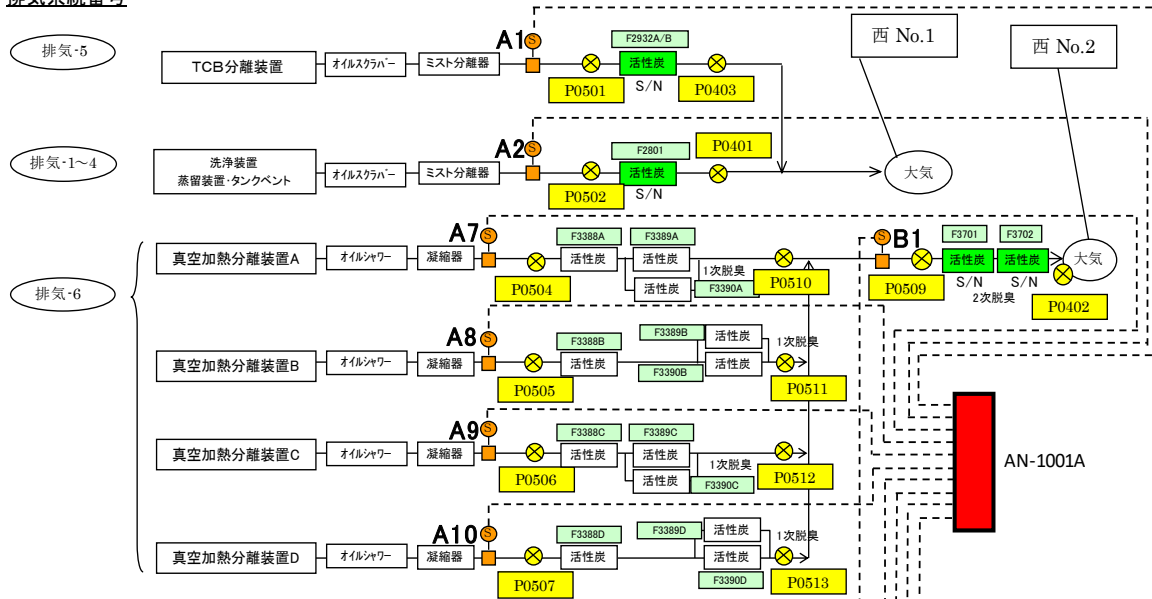 排気-5
A1
S
F2932A/B
西 No.1
西 No.2
TCB分離装置
オイルスクラバー
ミスト分離器
活性炭
S/N
P0501
P0403
排気-1～4
A2
S
F2801
P0401
洗浄装置
蒸留装置・タンクベント
オイルスクラバー
ミスト分離器
活性炭
S/N
P0502
大気
排気-6
A7
S
F3388A
F3389A
B1
S
F3701
F3702
真空加熱分離装置A
オイルシャワー
凝縮器
活性炭
活性炭
活性炭
活性炭
大気
P0504
活性炭
1次脱臭
F3390A
P0510
P0509
S/N
S/N
2次脱臭
P0402
A8
S
F3388B
F3389B
活性炭
1次脱臭
真空加熱分離装置B
オイルシャワー
凝縮器
活性炭
F3390B
活性炭
P0505
P0511
A9
S
F3388C
F3389C
真空加熱分離装置C
オイルシャワー
凝縮器
活性炭
活性炭
1次脱臭
P0506
活性炭
F3390C
P0512
AN-1001A
A10
S
F3388D
F3389D
活性炭
1次脱臭
真空加熱分離装置D
オイルシャワー
凝縮器
活性炭
活性炭
P0507
F3390D
P0513